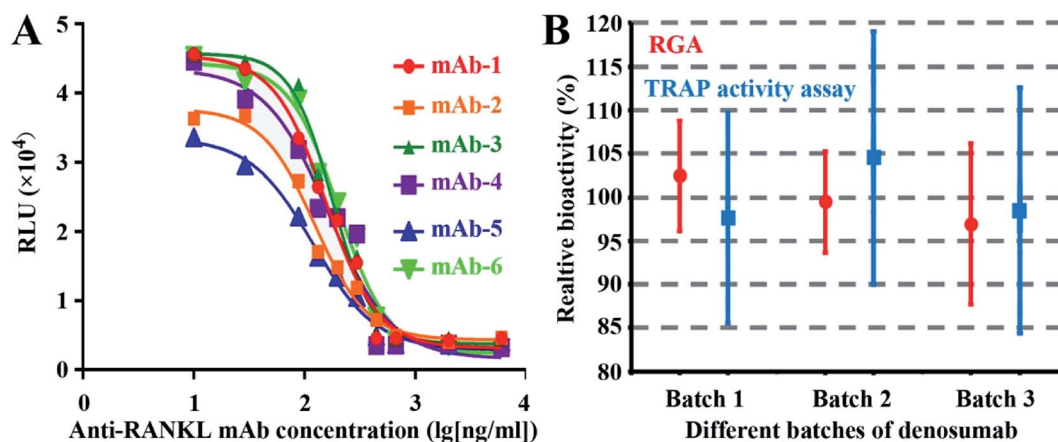 A
RLU (×10⁴)
5
4
3
2
1
0
0
1
2
3
4
Anti-RANKL mAb concentration (lg[ng/ml])
mAb-1
mAb-2
mAb-3
mAb-4
mAb-5
mAb-6
B
Realtive bioactivity (%)
120
115
110
105
100
95
90
85
80
RGA
TRAP activity assay
Batch 1
Batch 2
Batch 3
Different batches of denosumab